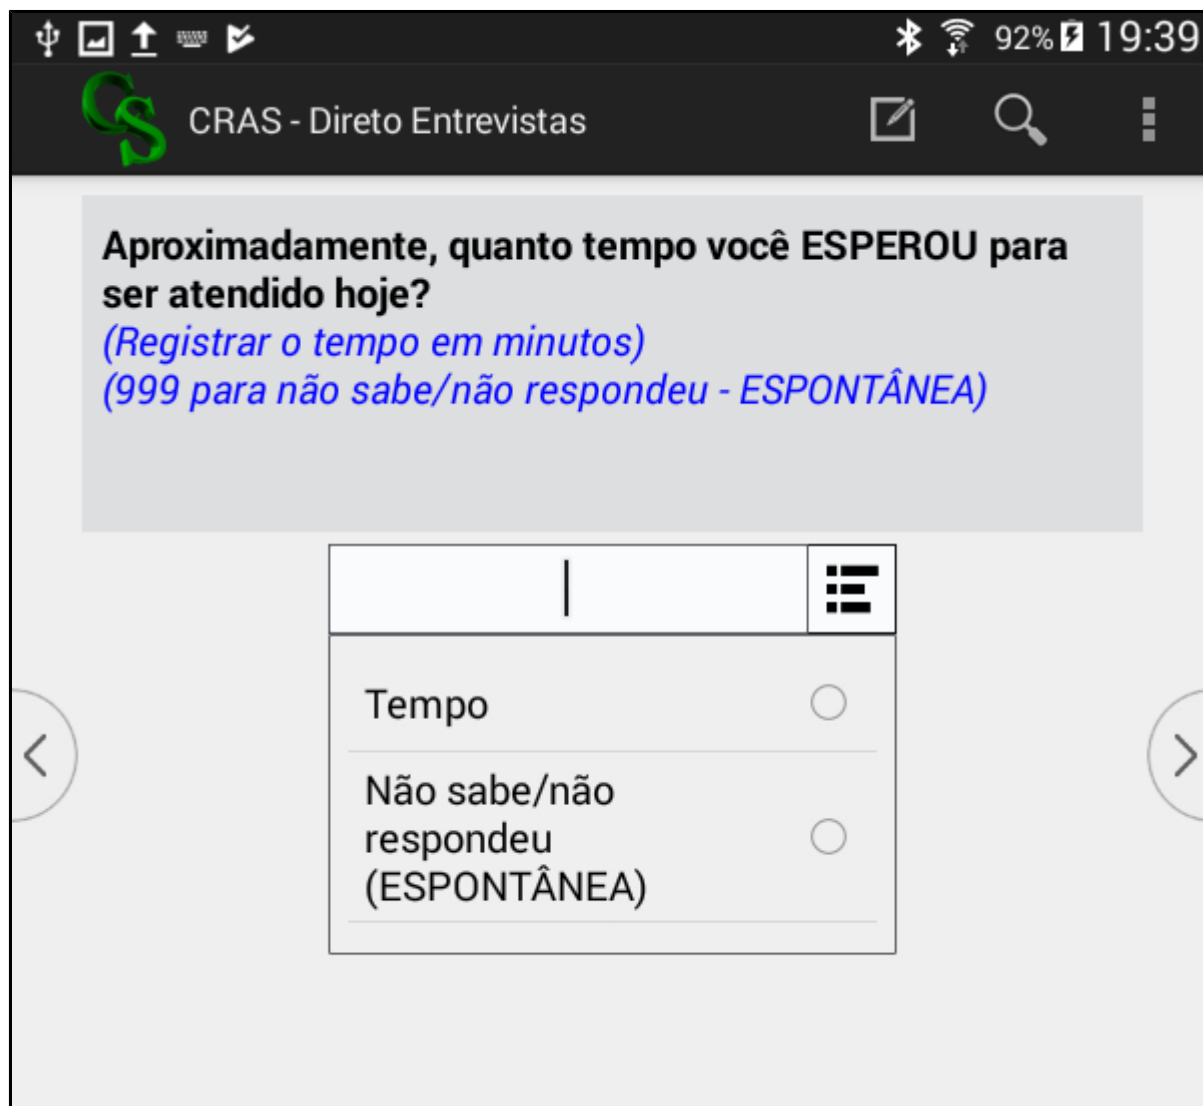 92% 19:39
CS CRAS - Direto Entrevistas
Aproximadamente, quanto tempo você ESPEROU para
ser atendido hoje?
(Registrar o tempo em minutos)
(999 para não sabe/não respondeu - ESPONTÂNEA)
Tempo
Não sabe/não
respondeu
(ESPONTÂNEA)